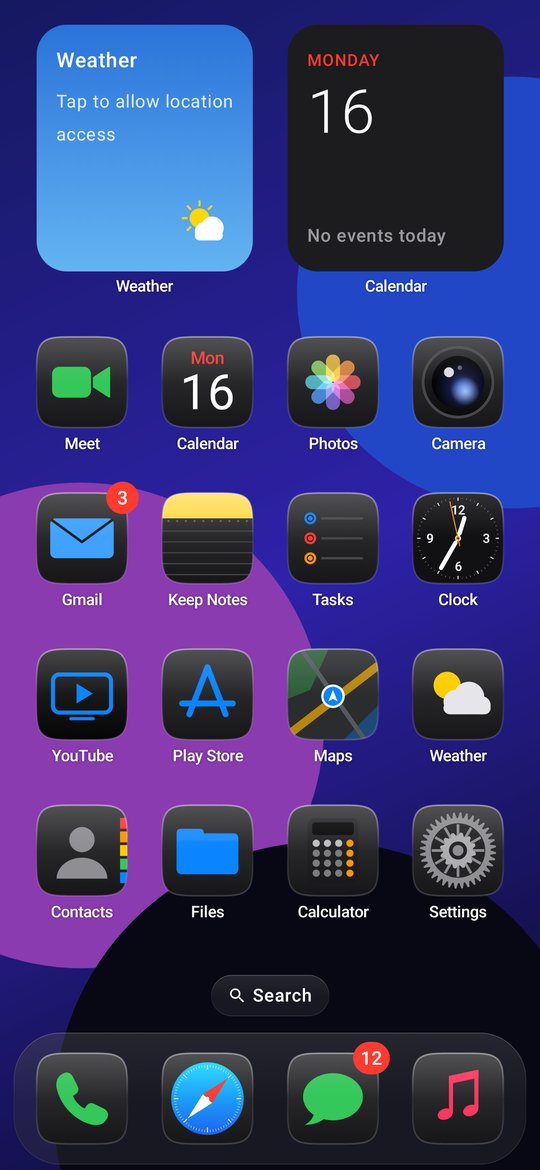 Weather
Tap to allow location
access
Weather
MONDAY
16
No events today
Calendar
Meet
Mon
16
Calendar
Photos
Camera
3
Gmail
Keep Notes
Tasks
12
9
3
6
Clock
YouTube
Play Store
Maps
Weather
Contacts
Files
Calculator
Settings
Search
12